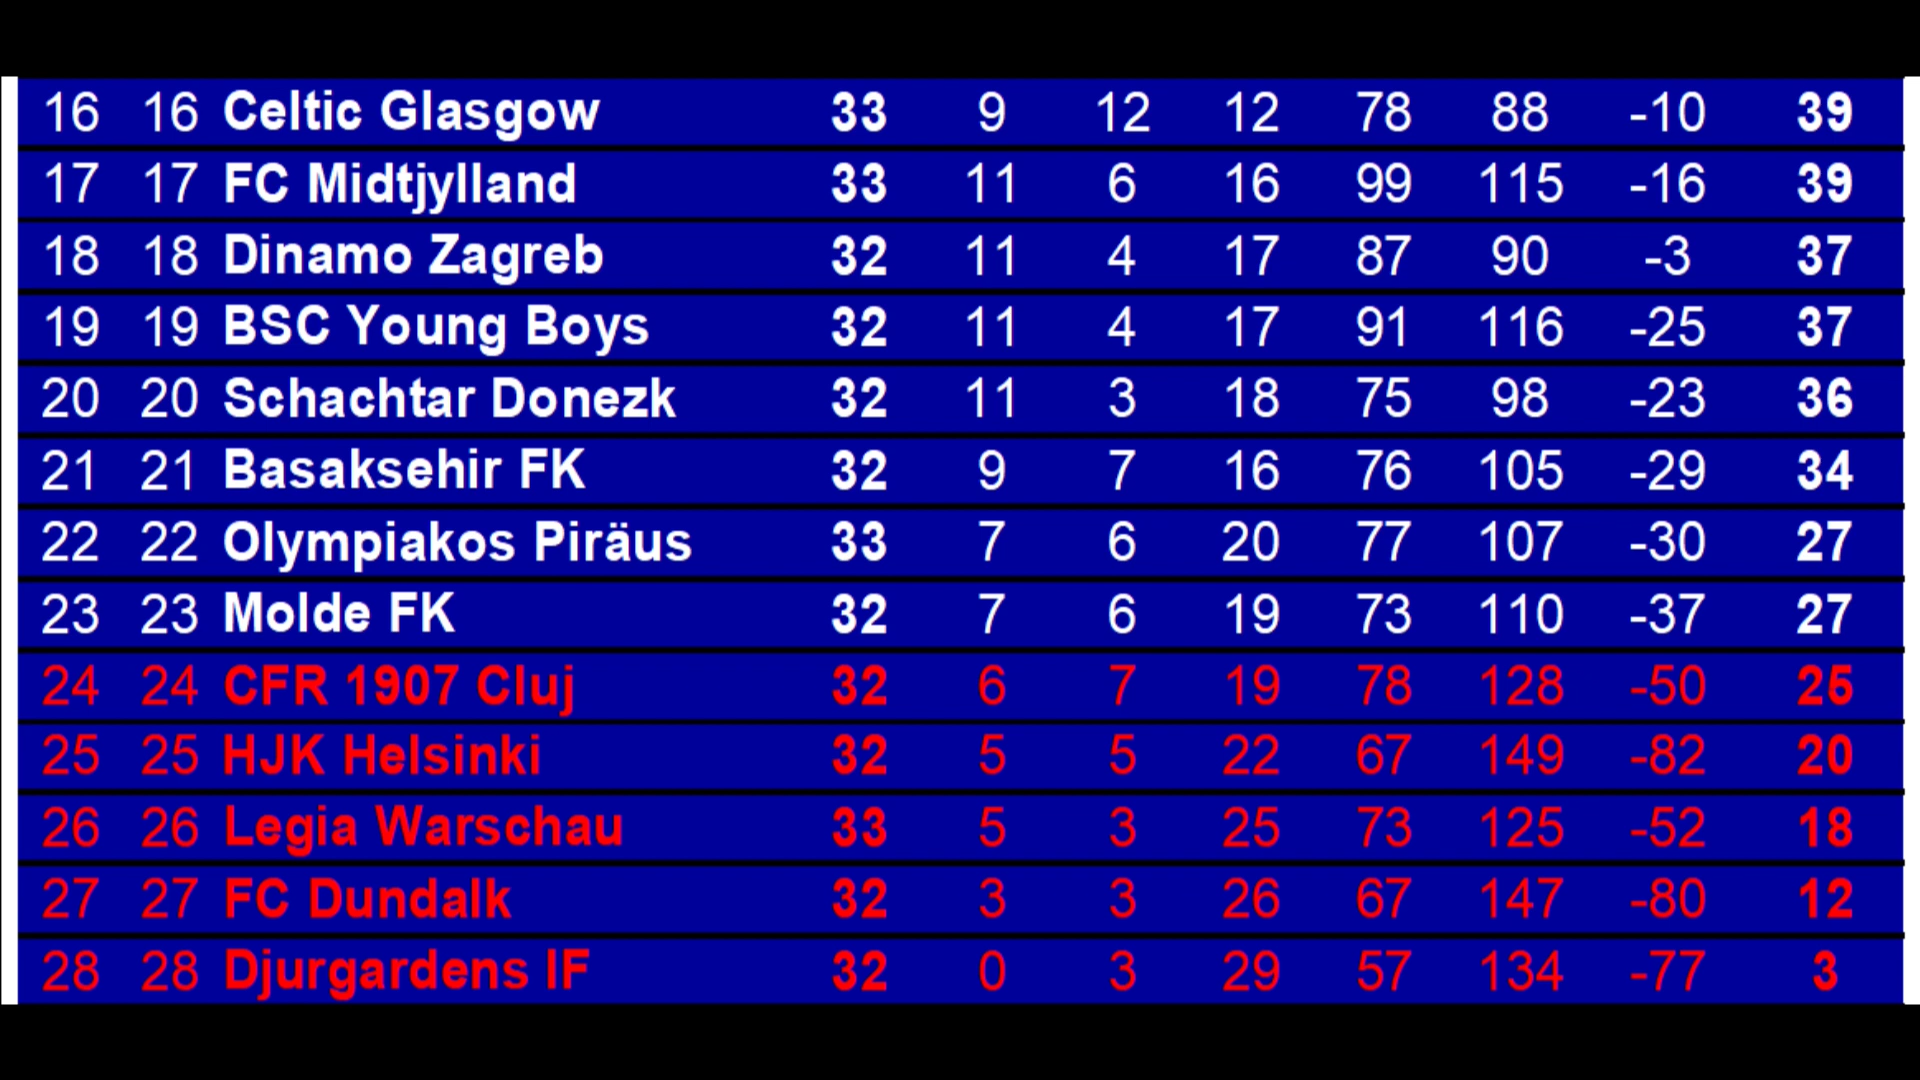 16 16 Celtic Glasgow 33 9 12 12 78 88 -10 39
17 17 FC Midtjylland 33 11 6 16 99 115 -16 39
18 18 Dinamo Zagreb 32 11 4 17 87 90 -3 37
19 19 BSC Young Boys 32 11 4 17 91 116 -25 37
20 20 Schachtar Donezk 32 11 3 18 75 98 -23 36
21 21 Basaksehir FK 32 9 7 16 76 105 -29 34
22 22 Olympiakos Piräus 33 7 6 20 77 107 -30 27
23 23 Molde FK 32 7 6 19 73 110 -37 27
24 24 CFR 1907 Cluj 32 6 7 19 78 128 -50 25
25 25 HJK Helsinki 32 5 5 22 67 149 -82 20
26 26 Legia Warschau 33 5 3 25 73 125 -52 18
27 27 FC Dundalk 32 3 3 26 67 147 -80 12
28 28 Djurgardens IF 32 0 3 29 57 134 -77 3